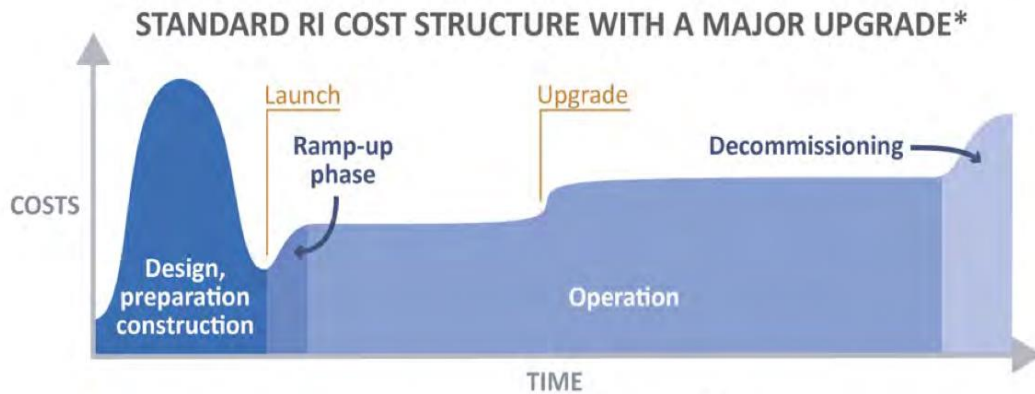 STANDARD RI COST STRUCTURE WITH A MAJOR UPGRADE*
Launch
Upgrade
Ramp-up
phase
Decommissioning
COSTS
Design,
preparation
construction
Operation
TIME